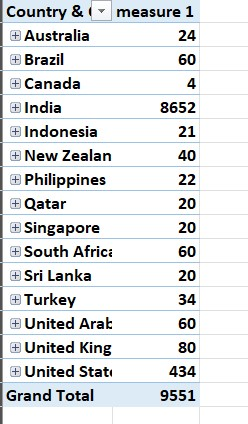 Country & measure 1
Australia 24
Brazil 60
Canada 4
India 8652
Indonesia 21
New Zealan 40
Philippines 22
Qatar 20
Singapore 20
South Africa 60
Sri Lanka 20
Turkey 34
United Arab 60
United King 80
United State 434
Grand Total 9551